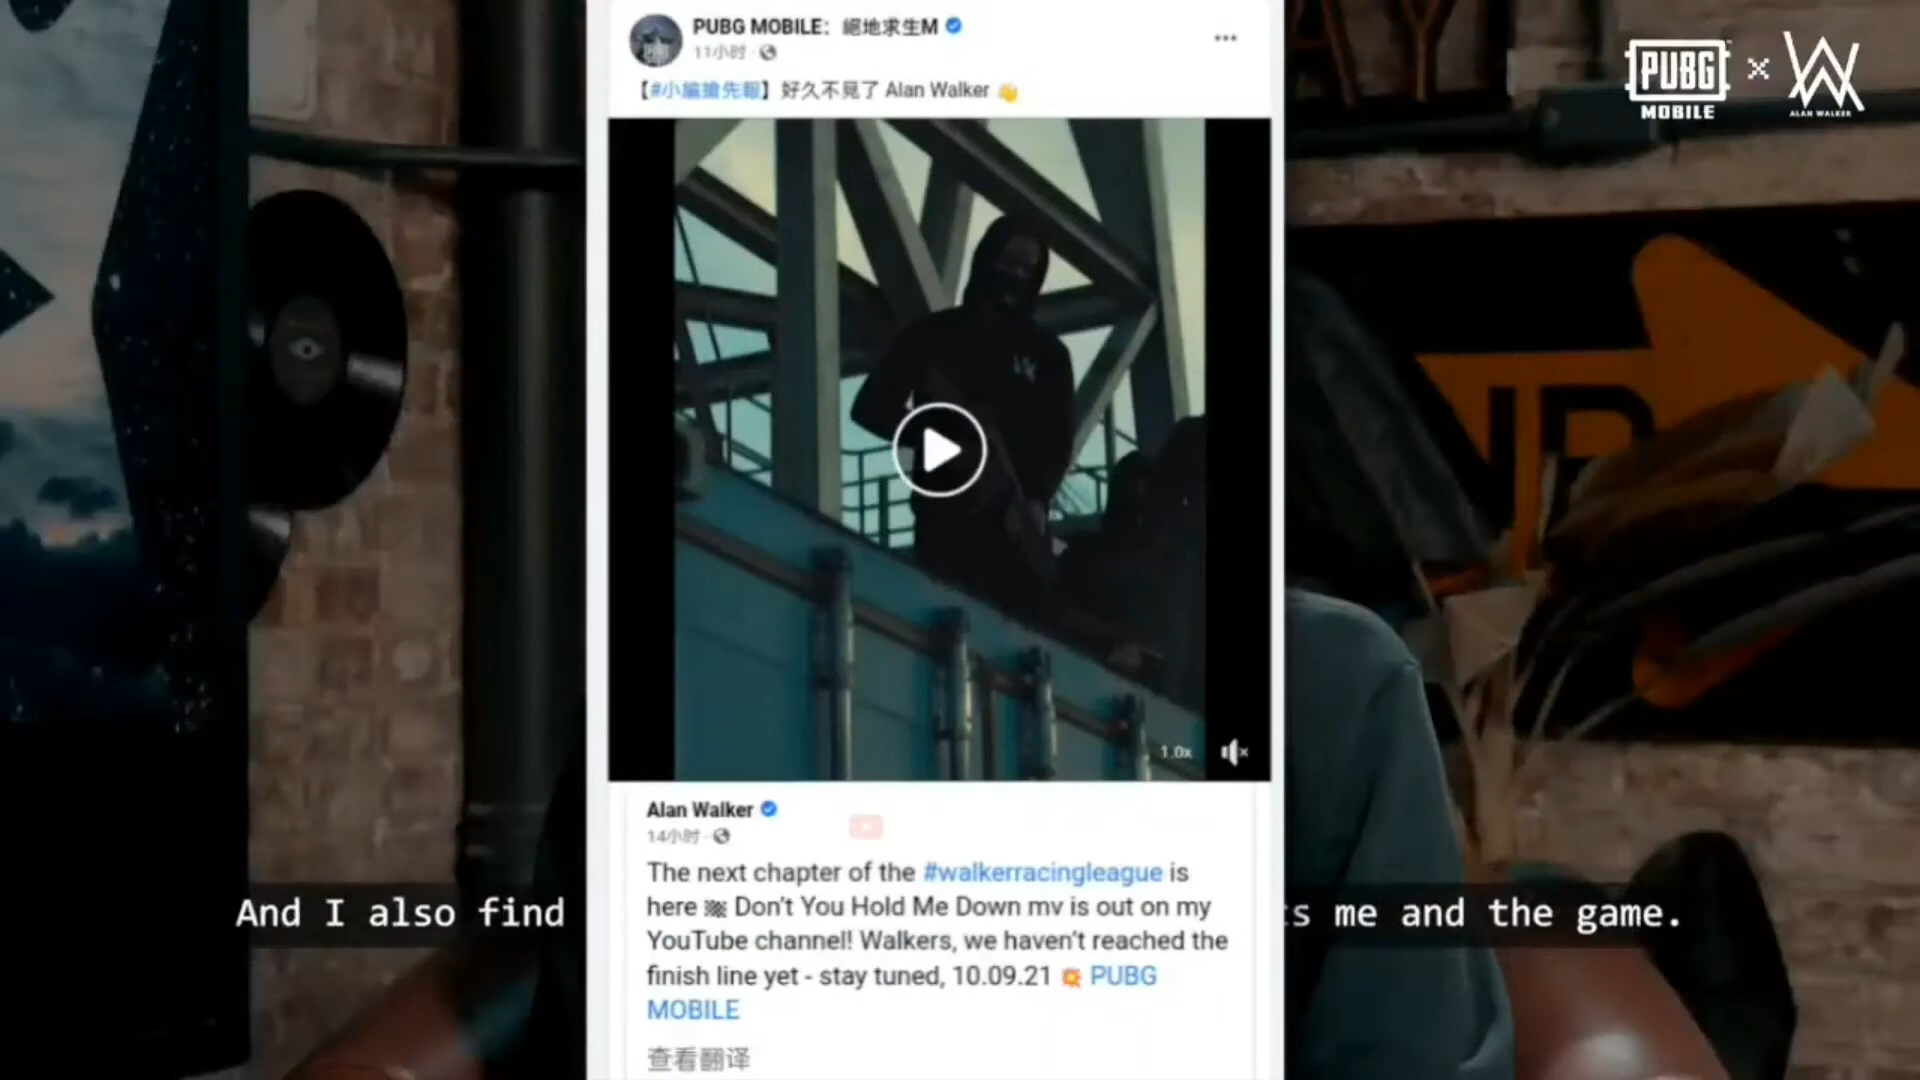 PUBG MOBILE：絕地求生M
11小时
【#小編搶先報】好久不見了 Alan Walker
PUBG
MOBILE
×
ALAN WALKER
1.0x
Alan Walker
14小时
The next chapter of the #walkerracingleague is
here Don't You Hold Me Down mv is out on my
YouTube channel! Walkers, we haven't reached the
finish line yet - stay tuned, 10.09.21 PUBG
MOBILE
查看翻译
And I also find
s me and the game.